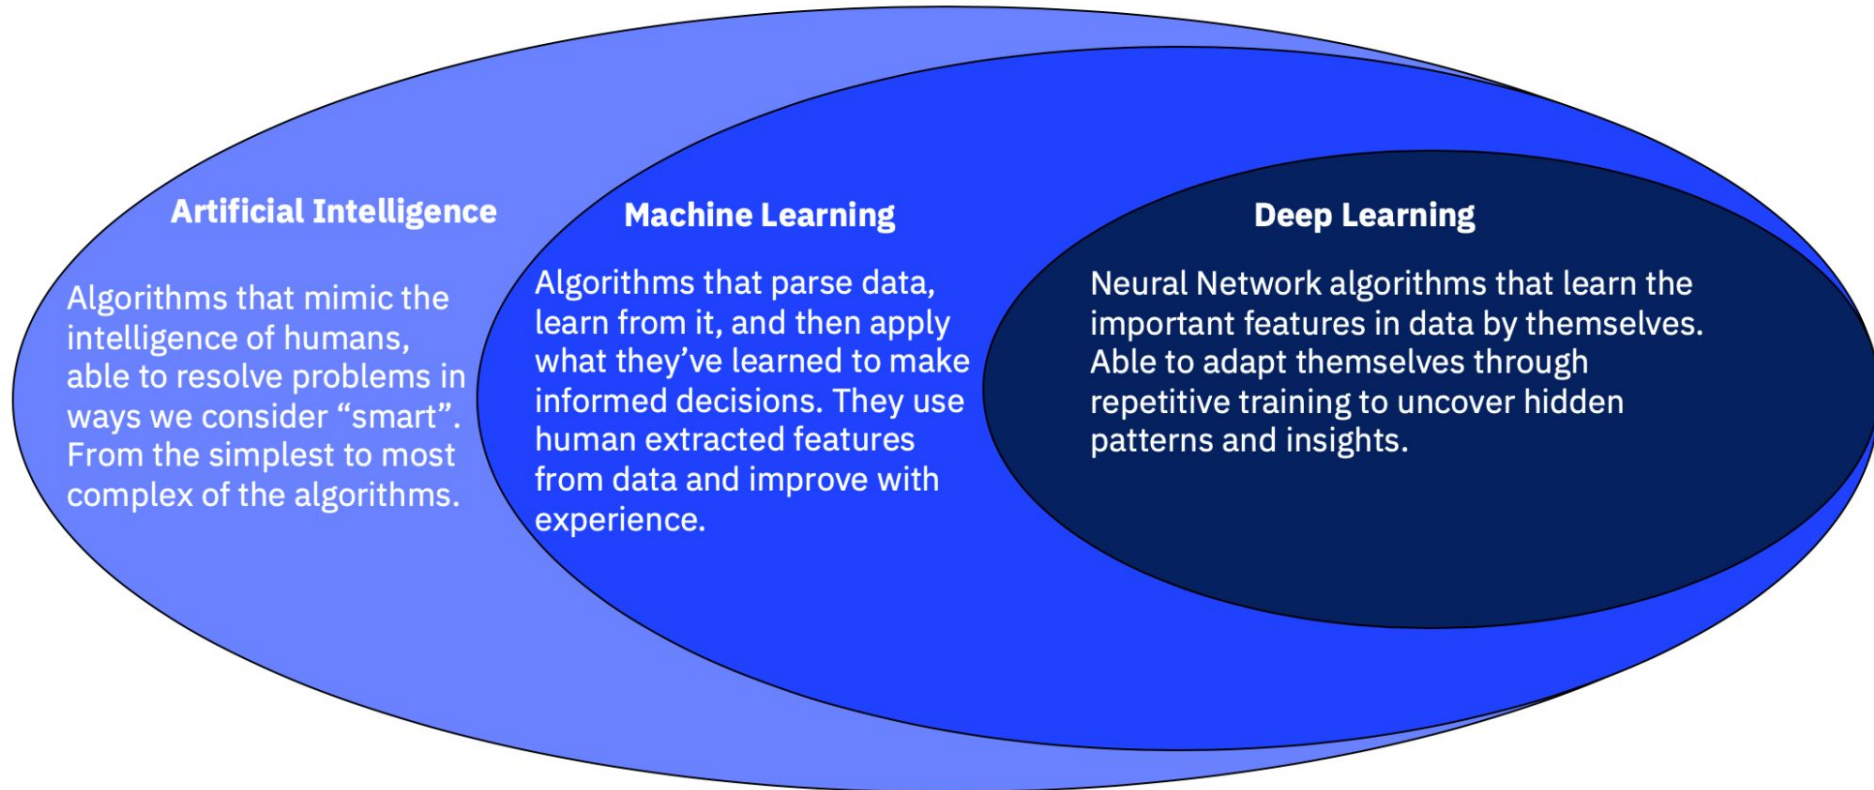 Artificial Intelligence
Algorithms that mimic the
intelligence of humans,
able to resolve problems in
ways we consider “smart”.
From the simplest to most
complex of the algorithms.
Machine Learning
Algorithms that parse data,
learn from it, and then apply
what they’ve learned to make
informed decisions. They use
human extracted features
from data and improve with
experience.
Deep Learning
Neural Network algorithms that learn the
important features in data by themselves.
Able to adapt themselves through
repetitive training to uncover hidden
patterns and insights.